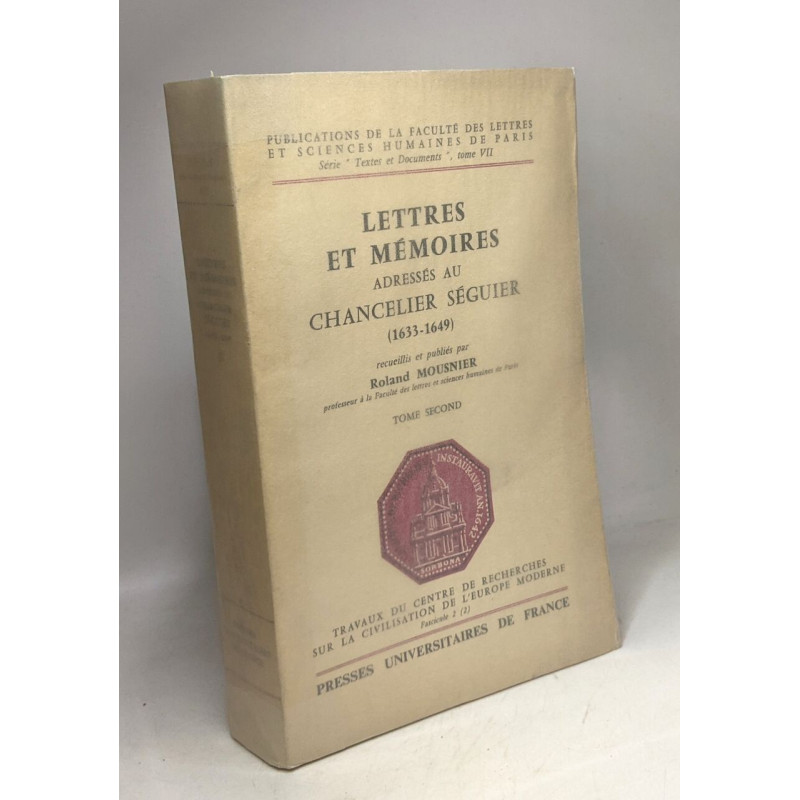 PUBLICATIONS DE LA FACULTÉ DES LETTRES
ET SCIENCES HUMAINES DE PARIS
Série " Textes et Documents ", tome VII
LETTRES
ET MÉMOIRES
ADRESSÉS AU
CHANCELIER SÉGUIER
(1633-1649)
recueillis et publiés par
Roland MOUSNIER
professeur à la Faculté des lettres et sciences humaines de Paris
TOME SECOND
INSTAURAVIT AN. 1642
SORBONA
TRAVAUX DU CENTRE DE RECHERCHES
SUR LA CIVILISATION DE L'EUROPE MODERNE
Fascicule 2 (2)
PRESSES UNIVERSITAIRES DE FRANCE